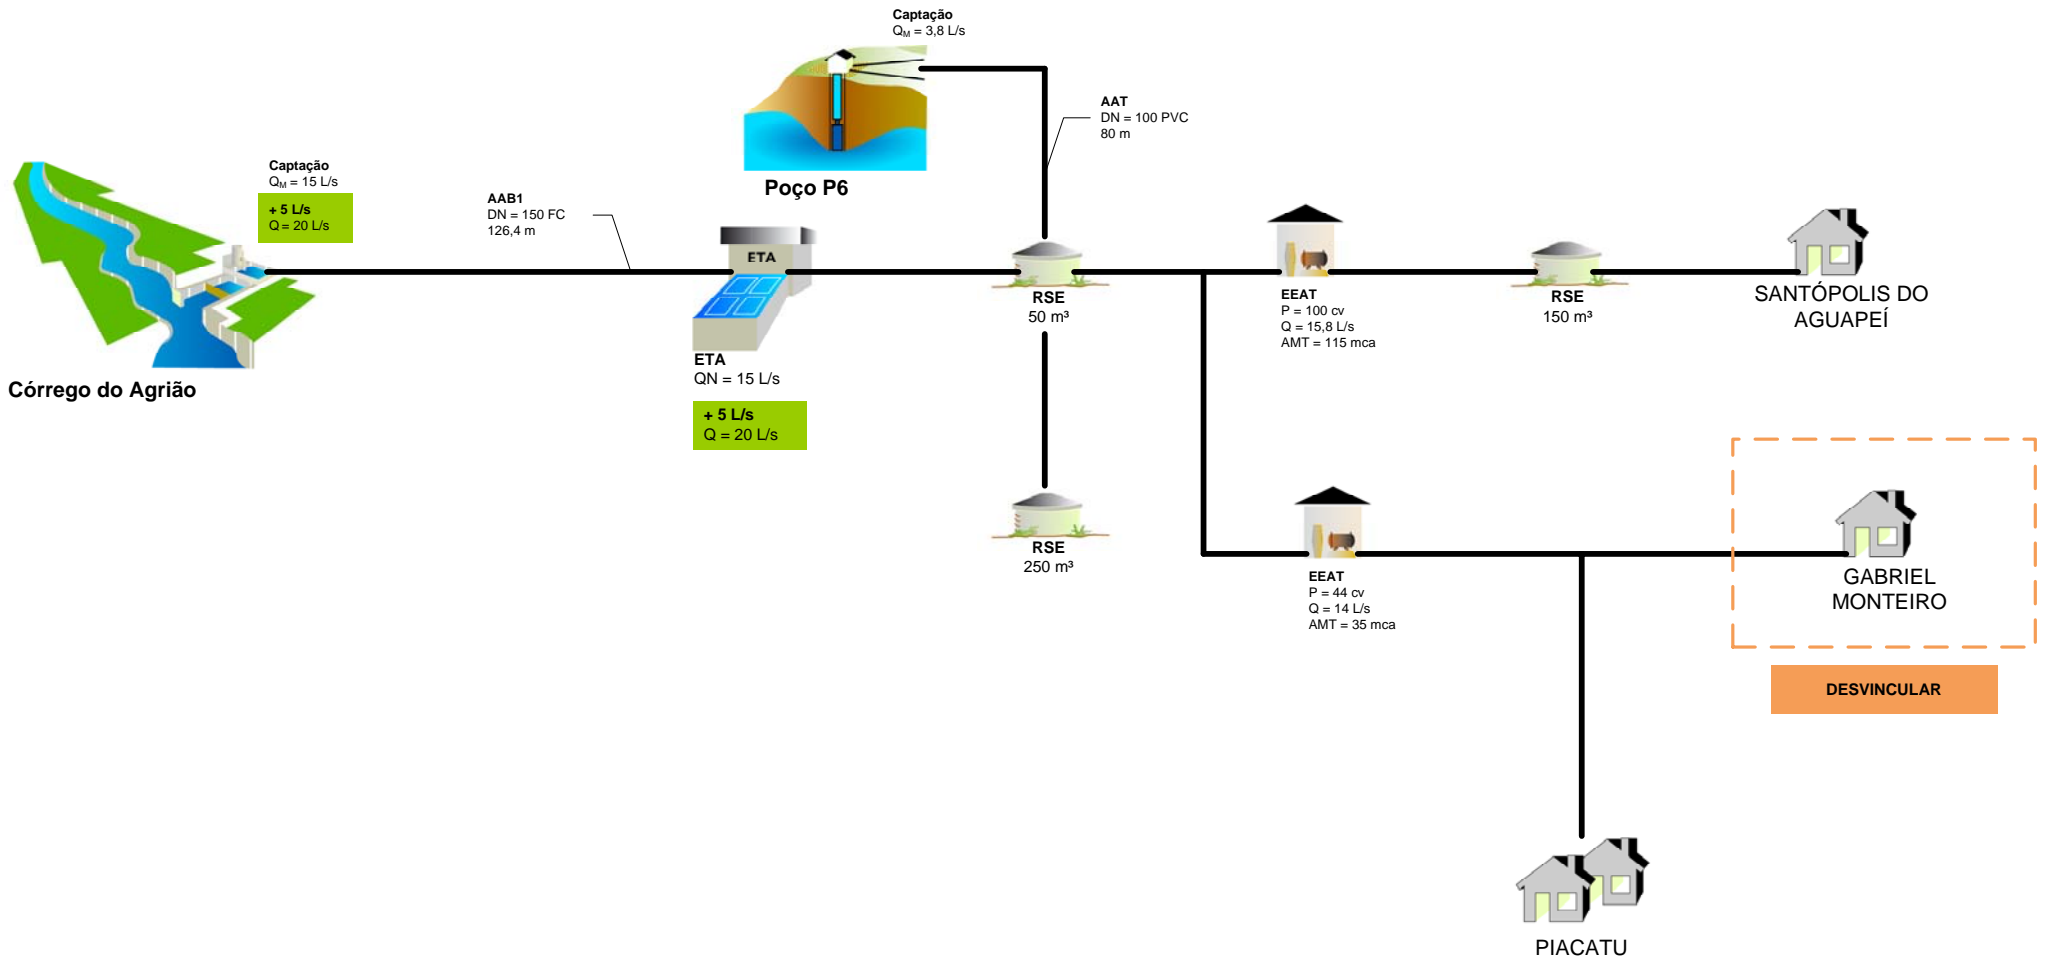 Captação
QM = 3,8 L/s
AAT
DN = 100 PVC
80 m
Poço P6
Captação
QM = 15 L/s
+ 5 L/s
Q = 20 L/s
AAB1
DN = 150 FC
126,4 m
ETA
ETA
QN = 15 L/s
+ 5 L/s
Q = 20 L/s
Córrego do Agrião
RSE
50 m³
EEAT
P = 100 cv
Q = 15,8 L/s
AMT = 115 mca
RSE
150 m³
SANTÓPOLIS DO
AGUAPEÍ
RSE
250 m³
EEAT
P = 44 cv
Q = 14 L/s
AMT = 35 mca
GABRIEL
MONTEIRO
DESVINCULAR
PIACATU